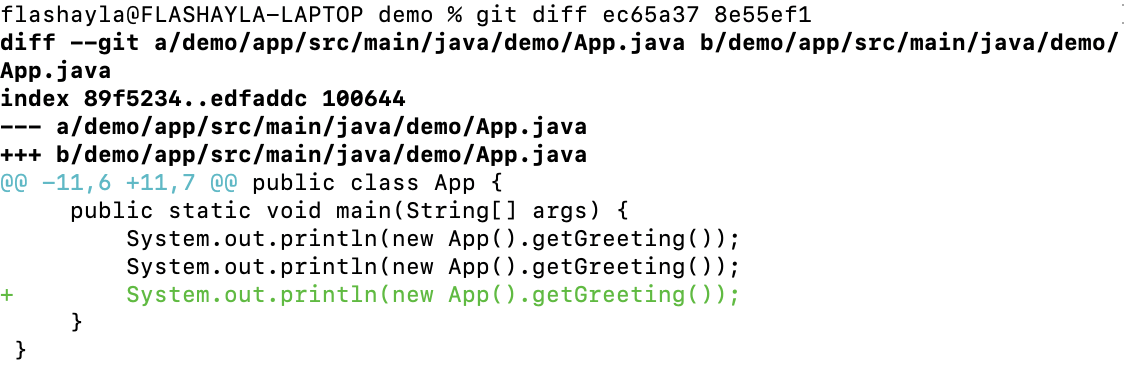 flashayla@FLASHAYLA-LAPTOP demo % git diff ec65a37 8e55ef1
diff --git a/demo/app/src/main/java/demo/App.java b/demo/app/src/main/java/demo/
App.java
index 89f5234..edfaddc 100644
--- a/demo/app/src/main/java/demo/App.java
+++ b/demo/app/src/main/java/demo/App.java
@@ -11,6 +11,7 @@ public class App {
     public static void main(String[] args) {
         System.out.println(new App().getGreeting());
         System.out.println(new App().getGreeting());
+        System.out.println(new App().getGreeting());
     }
 }